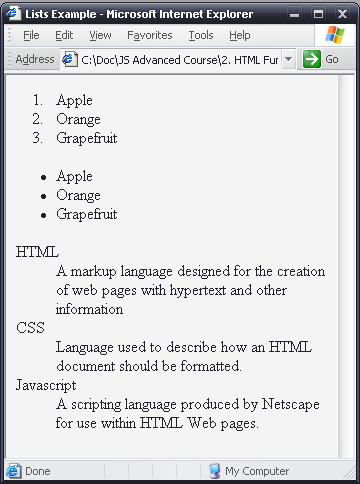 Lists Example - Microsoft Internet Explorer
File Edit View Favorites Tools Help
Address C:\Doc\JS Advanced Course\2. HTML Fur Go
1. Apple
2. Orange
3. Grapefruit
• Apple
• Orange
• Grapefruit
HTML
A markup language designed for the creation
of web pages with hypertext and other
information
CSS
Language used to describe how an HTML
document should be formatted.
Javascript
A scripting language produced by Netscape
for use within HTML Web pages.
Done My Computer